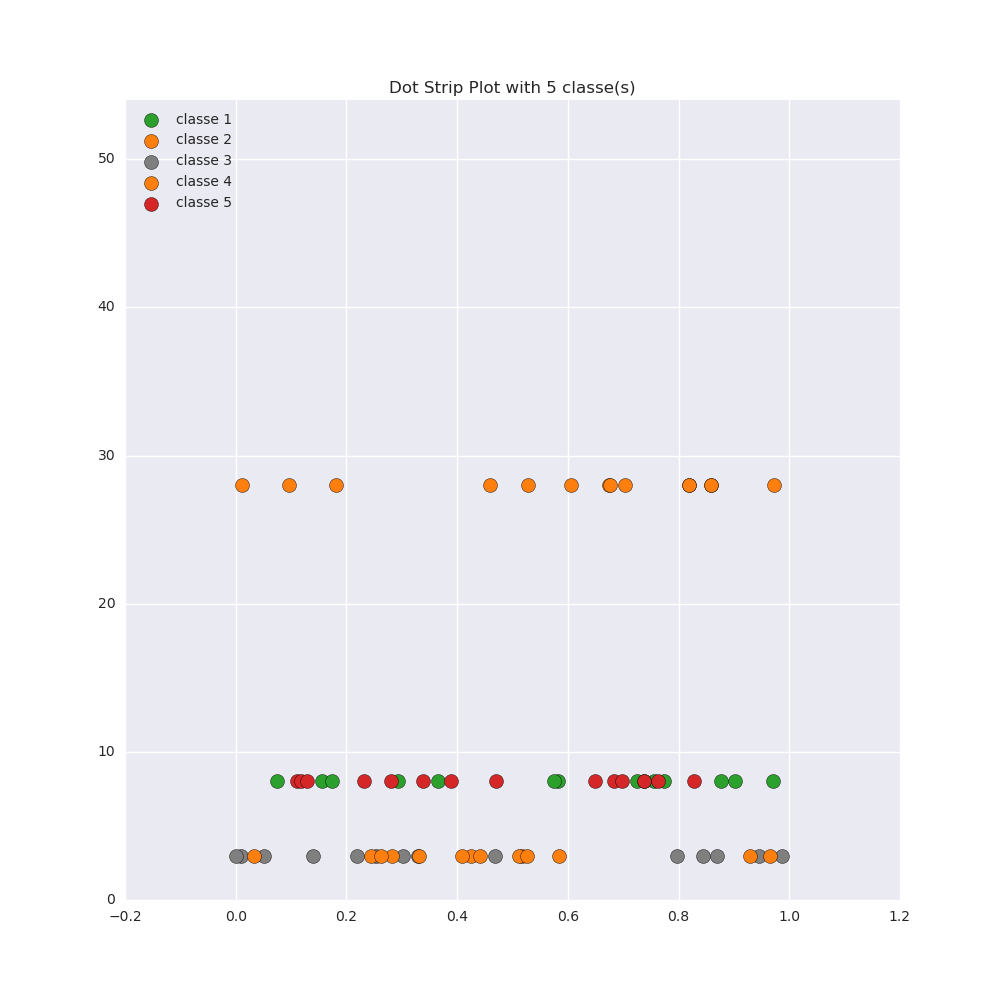 Dot Strip Plot with 5 classe(s)
classe 1
classe 2
classe 3
classe 4
classe 5
50
40
30
20
10
0
−0.2 0.0 0.2 0.4 0.6 0.8 1.0 1.2